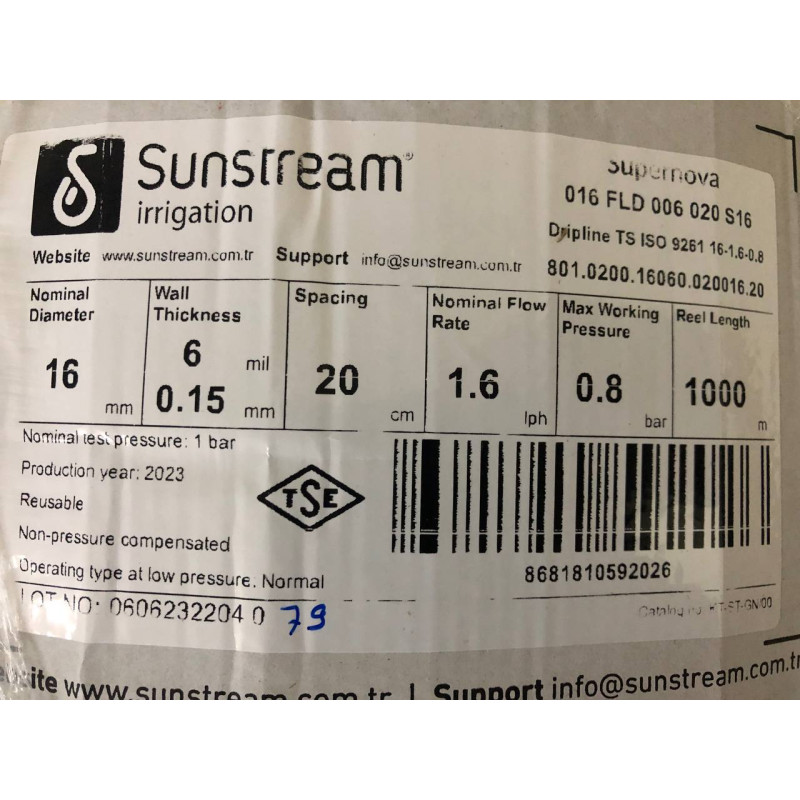 Sunstream®
irrigation
Website www.sunstream.com.tr Support info@sunstream.com.tr
Supernova
016 FLD 006 020 S16
Dripline TS ISO 9261 16-1.6-0.8
801.0200.16060.020016.20
Nominal Diameter
16 mm
Wall Thickness
6 mil
0.15 mm
Spacing
20 cm
Nominal Flow Rate
1.6 lph
Max Working Pressure
0.8 bar
Reel Length
1000 m
Nominal test pressure: 1 bar
Production year: 2023
Reusable
Non-pressure compensated
Operating type at low pressure. Normal
LOT NO: 0606232204 0 79
TSE
8681810592026
Catalog
site www.sunstream.com.tr | Support info@sunstream.com.tr